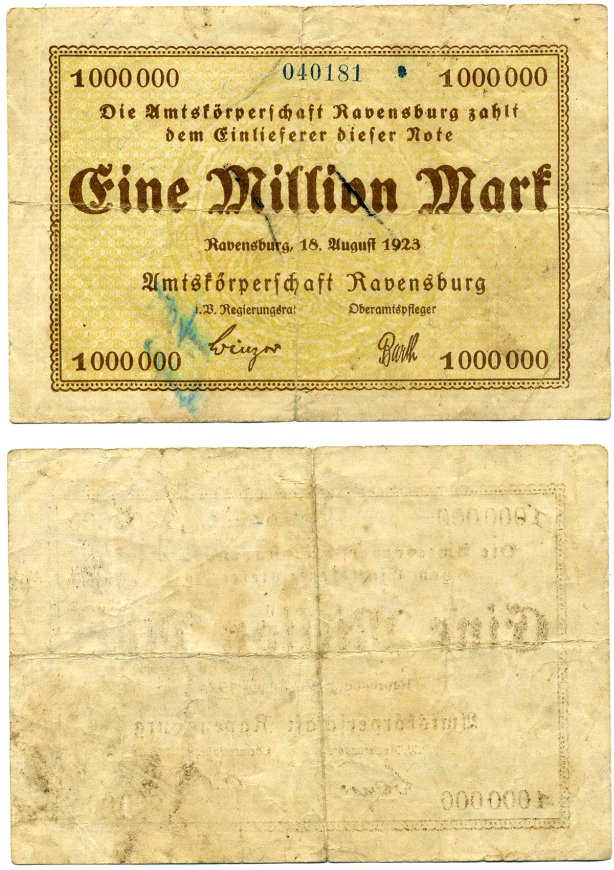 1000000 040181 * 1000000
Die Amtskörperschaft Ravensburg zahlt
dem Einlieferer dieser Note
Eine Million Mark
Ravensburg, 18. August 1923
Amtskörperschaft Ravensburg
I.V. Regierungsrat Oberamtspfleger
Barth
1000000 1000000